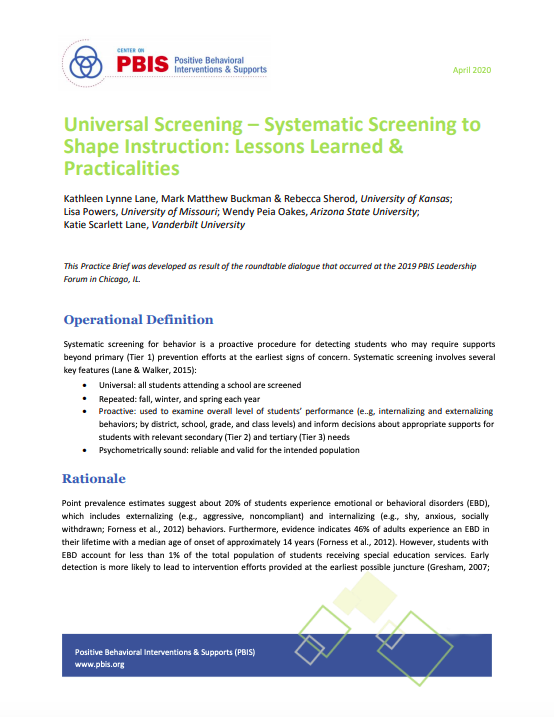 CENTER ON
PBIS Positive Behavioral
Interventions & Supports
April 2020
Universal Screening – Systematic Screening to
Shape Instruction: Lessons Learned &
Practicalities
Kathleen Lynne Lane, Mark Matthew Buckman & Rebecca Sherod, University of Kansas;
Lisa Powers, University of Missouri; Wendy Peia Oakes, Arizona State University;
Katie Scarlett Lane, Vanderbilt University
This Practice Brief was developed as result of the roundtable dialogue that occurred at the 2019 PBIS Leadership
Forum in Chicago, IL.
Operational Definition
Systematic screening for behavior is a proactive procedure for detecting students who may require supports
beyond primary (Tier 1) prevention efforts at the earliest signs of concern. Systematic screening involves several
key features (Lane & Walker, 2015):
• Universal: all students attending a school are screened
• Repeated: fall, winter, and spring each year
• Proactive: used to examine overall level of students’ performance (e..g, internalizing and externalizing
behaviors; by district, school, grade, and class levels) and inform decisions about appropriate supports for
students with relevant secondary (Tier 2) and tertiary (Tier 3) needs
• Psychometrically sound: reliable and valid for the intended population
Rationale
Point prevalence estimates suggest about 20% of students experience emotional or behavioral disorders (EBD),
which includes externalizing (e.g., aggressive, noncompliant) and internalizing (e.g., shy, anxious, socially
withdrawn; Forness et al., 2012) behaviors. Furthermore, evidence indicates 46% of adults experience an EBD in
their lifetime with a median age of onset of approximately 14 years (Forness et al., 2012). However, students with
EBD account for less than 1% of the total population of students receiving special education services. Early
detection is more likely to lead to intervention efforts provided at the earliest possible juncture (Gresham, 2007;
Positive Behavioral Interventions & Supports (PBIS)
www.pbis.org